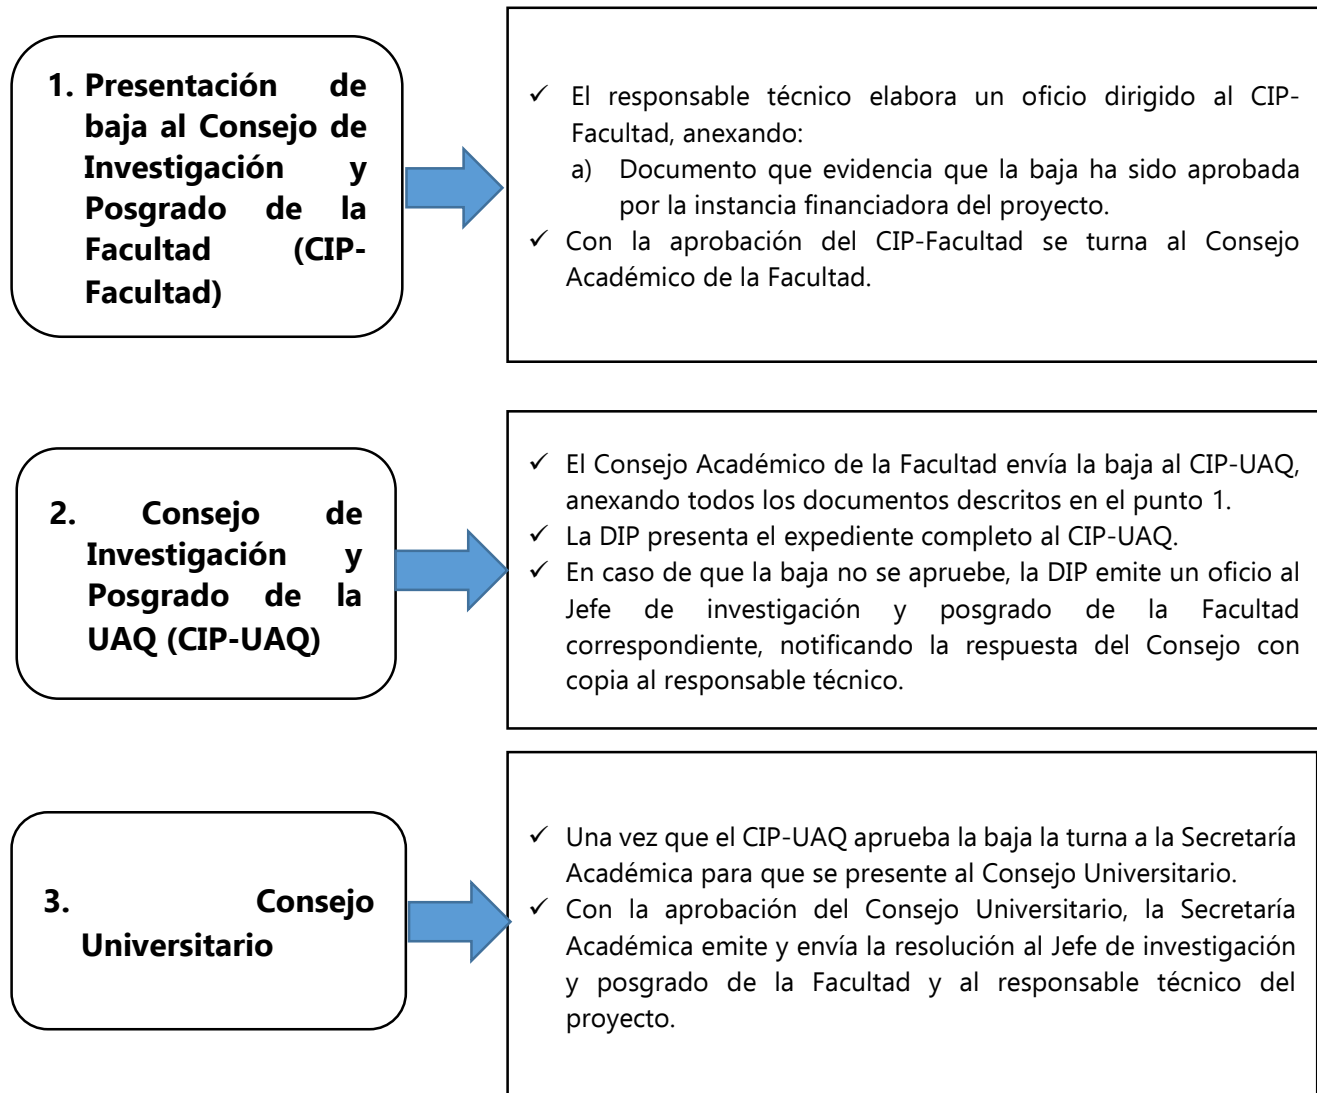 1. Presentación de
baja al Consejo de
Investigación y
Posgrado de la
Facultad (CIP-
Facultad)
✓ El responsable técnico elabora un oficio dirigido al CIP-
Facultad, anexando:
a) Documento que evidencia que la baja ha sido aprobada
por la instancia financiadora del proyecto.
✓ Con la aprobación del CIP-Facultad se turna al Consejo
Académico de la Facultad.
2. Consejo de
Investigación y
Posgrado de la
UAQ (CIP-UAQ)
✓ El Consejo Académico de la Facultad envía la baja al CIP-UAQ,
anexando todos los documentos descritos en el punto 1.
✓ La DIP presenta el expediente completo al CIP-UAQ.
✓ En caso de que la baja no se apruebe, la DIP emite un oficio al
Jefe de investigación y posgrado de la Facultad
correspondiente, notificando la respuesta del Consejo con
copia al responsable técnico.
3. Consejo
Universitario
✓ Una vez que el CIP-UAQ aprueba la baja la turna a la Secretaría
Académica para que se presente al Consejo Universitario.
✓ Con la aprobación del Consejo Universitario, la Secretaría
Académica emite y envía la resolución al Jefe de investigación
y posgrado de la Facultad y al responsable técnico del
proyecto.